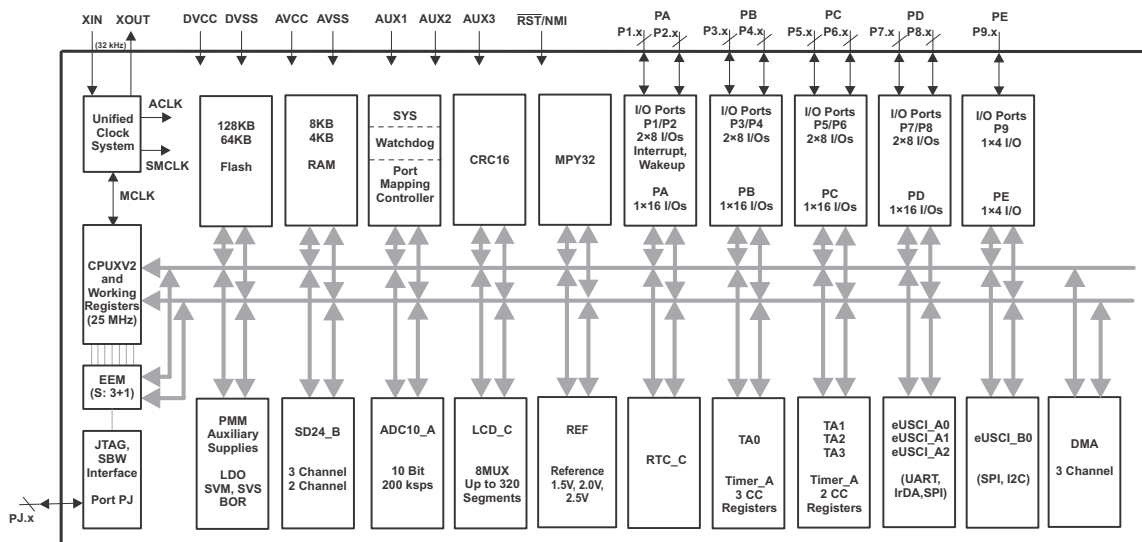 XIN
XOUT
(32 kHz)
DVCC
DVSS
AVCC
AVSS
AUX1
AUX2
AUX3
RST/NMI
PA
P1.x
P2.x
PB
P3.x
P4.x
PC
P5.x
P6.x
PD
P7.x
P8.x
PE
P9.x
Unified
Clock
System
ACLK
SMCLK
MCLK
128KB
64KB
Flash
8KB
4KB
RAM
SYS
Watchdog
Port
Mapping
Controller
CRC16
MPY32
I/O Ports
P1/P2
2×8 I/Os
Interrupt,
Wakeup
PA
1×16 I/Os
I/O Ports
P3/P4
2×8 I/Os
PB
1×16 I/Os
I/O Ports
P5/P6
2×8 I/Os
PC
1×16 I/Os
I/O Ports
P7/P8
2×8 I/Os
PD
1×16 I/Os
I/O Ports
P9
1×4 I/O
PE
1×4 I/O
CPUXV2
and
Working
Registers
(25 MHz)
EEM
(S: 3+1)
JTAG,
SBW
Interface
Port PJ
PJ.x
PMM
Auxiliary
Supplies
LDO
SVM, SVS
BOR
SD24_B
3 Channel
2 Channel
ADC10_A
10 Bit
200 ksps
LCD_C
8MUX
Up to 320
Segments
REF
Reference
1.5V, 2.0V,
2.5V
RTC_C
TA0
Timer_A
3 CC
Registers
TA1
TA2
TA3
Timer_A
2 CC
Registers
eUSCI_A0
eUSCI_A1
eUSCI_A2
(UART,
IrDA,SPI)
eUSCI_B0
(SPI, I2C)
DMA
3 Channel